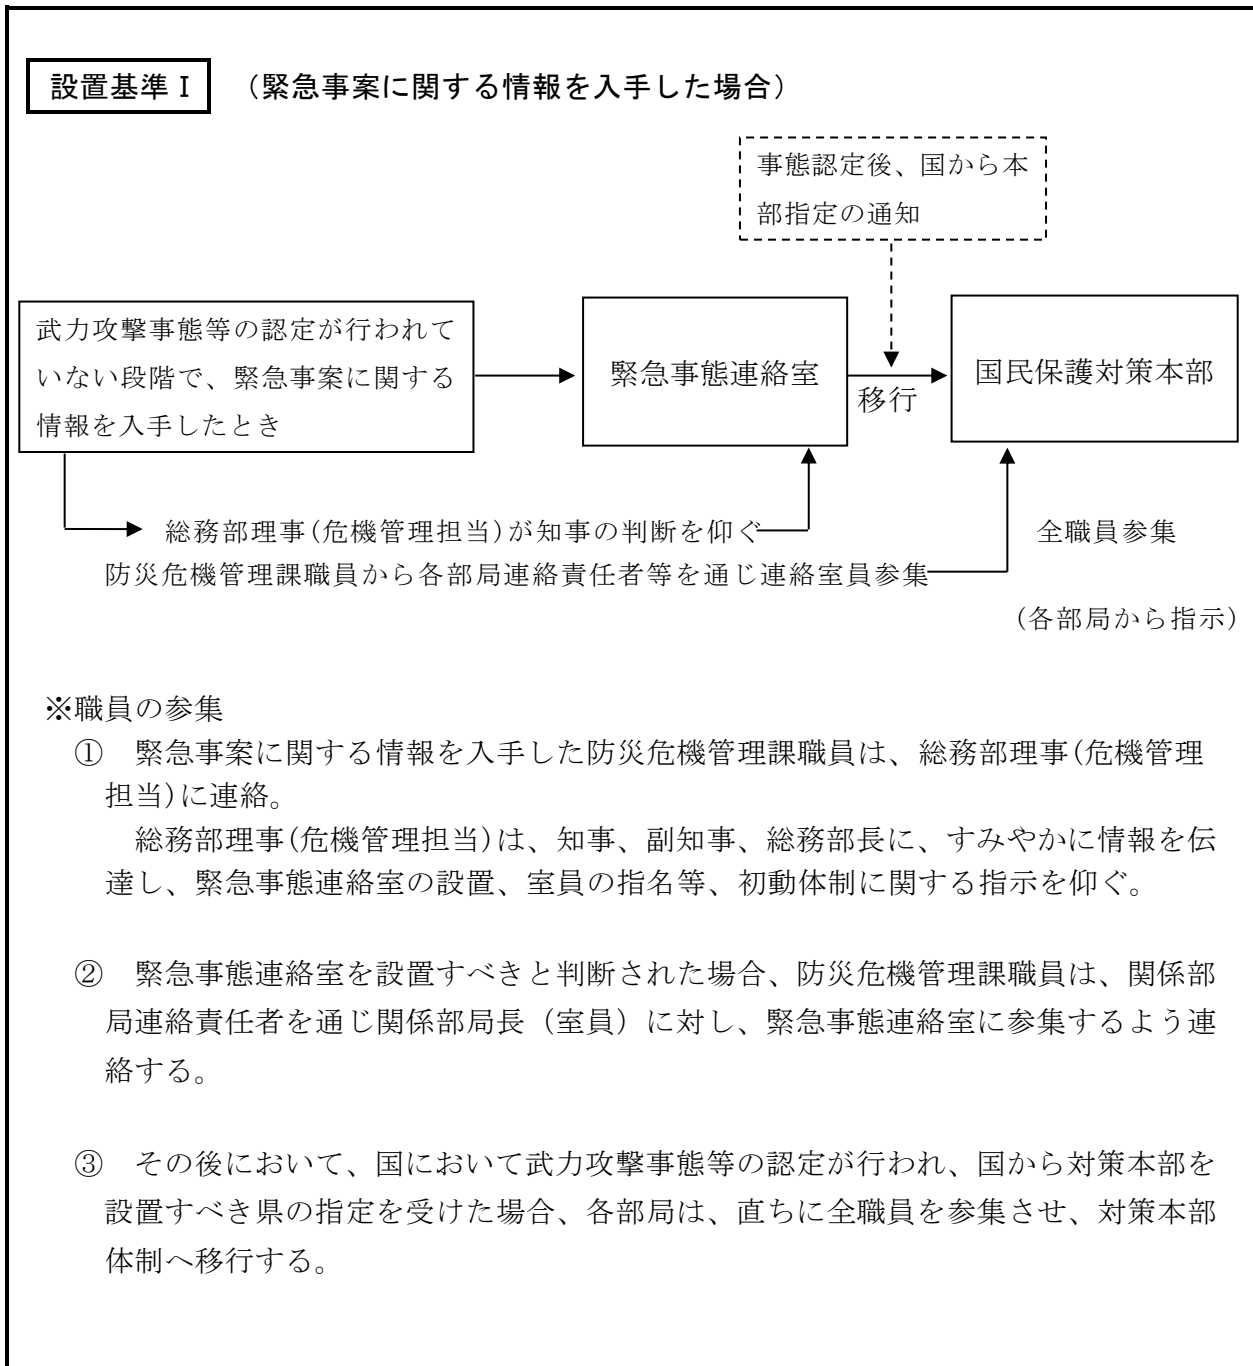 設置基準Ⅰ （緊急事案に関する情報を入手した場合）
事態認定後、国から本
部指定の通知
武力攻撃事態等の認定が行われて
いない段階で、緊急事案に関する
情報を入手したとき
緊急事態連絡室
移行
国民保護対策本部
総務部理事(危機管理担当)が知事の判断を仰ぐ
全職員参集
防災危機管理課職員から各部局連絡責任者等を通じ連絡室員参集
（各部局から指示）
※職員の参集
① 緊急事案に関する情報を入手した防災危機管理課職員は、総務部理事(危機管理
担当)に連絡。
総務部理事(危機管理担当)は、知事、副知事、総務部長に、すみやかに情報を伝
達し、緊急事態連絡室の設置、室員の指名等、初動体制に関する指示を仰ぐ。
② 緊急事態連絡室を設置すべきと判断された場合、防災危機管理課職員は、関係部
局連絡責任者を通じ関係部局長（室員）に対し、緊急事態連絡室に参集するよう連
絡する。
③ その後において、国において武力攻撃事態等の認定が行われ、国から対策本部を
設置すべき県の指定を受けた場合、各部局は、直ちに全職員を参集させ、対策本部
体制へ移行する。